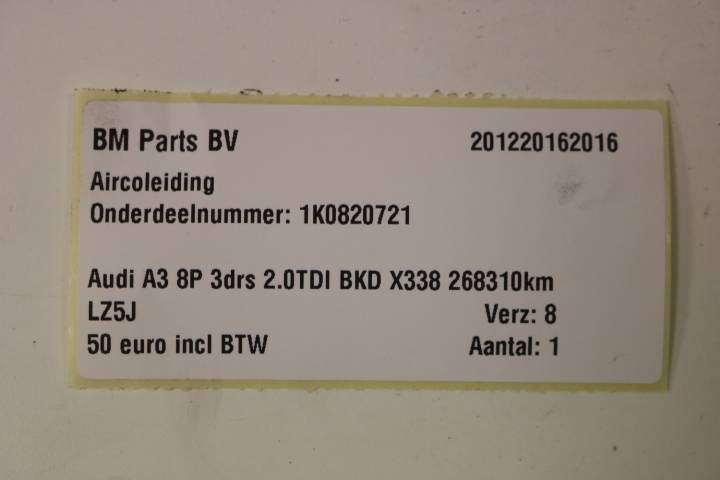 BM Parts BV 201220162016
Aircoleiding
Onderdeelnummer: 1K0820721
Audi A3 8P 3drs 2.0TDI BKD X338 268310km
LZ5J Verz: 8
50 euro incl BTW Aantal: 1